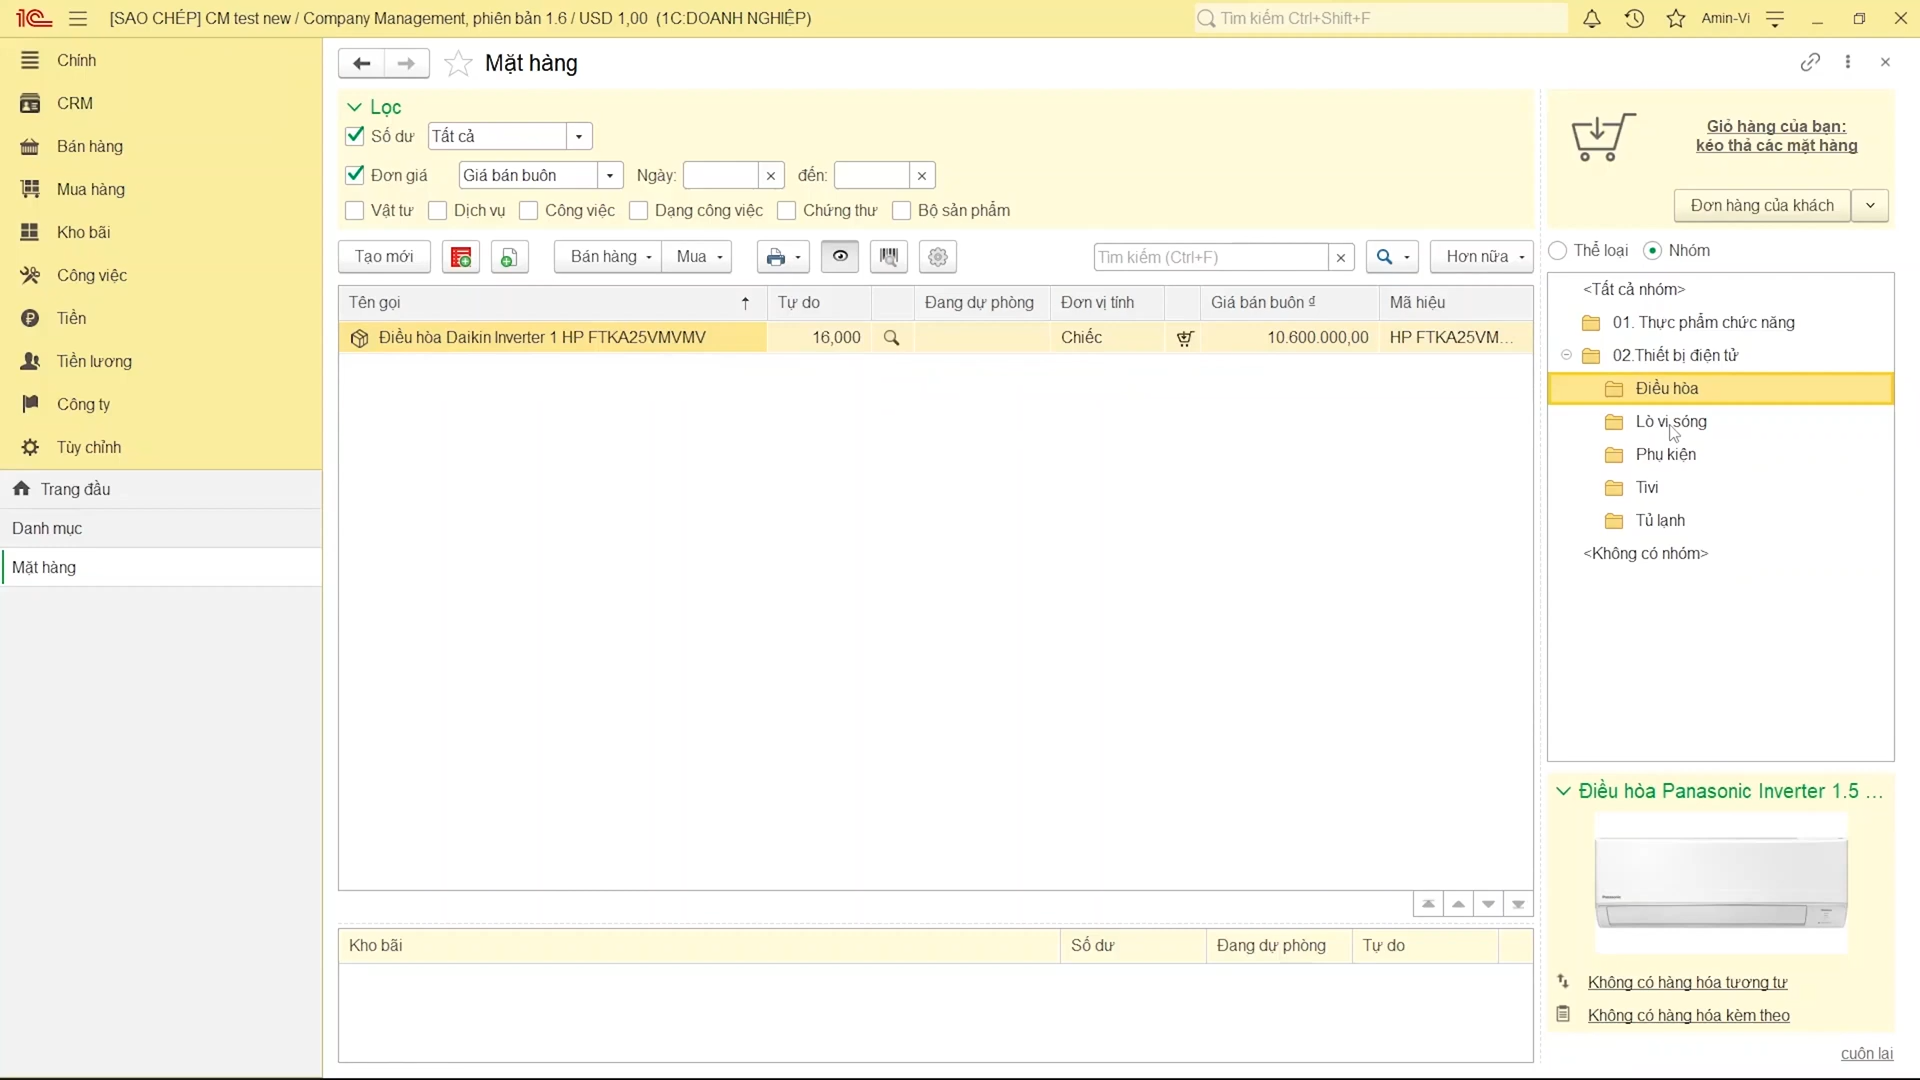 [SAO CHÉP] CM test new / Company Management, phiên bản 1.6 / USD 1,00 (1C:DOANH NGHIỆP)
Tìm kiếm Ctrl+Shift+F
Amin-Vi
Chính
CRM
Bán hàng
Mua hàng
Kho bãi
Công việc
Tiền
Tiền lương
Công ty
Tùy chỉnh
Trang đầu
Danh mục
Mặt hàng
Mặt hàng
Lọc
Số dư Tất cả
Đơn giá Giá bán buôn Ngày: đến:
Vật tư Dịch vụ Công việc Dạng công việc Chứng thư Bộ sản phẩm
Tạo mới Bán hàng Mua Tìm kiếm (Ctrl+F) Hơn nữa
Tên gọi Tự do Đang dự phòng Đơn vị tính Giá bán buôn ₫ Mã hiệu
Điều hòa Daikin Inverter 1 HP FTKA25VMVMV 16,000 Chiếc 10.600.000,00 HP FTKA25VM...
Kho bãi Số dư Đang dự phòng Tự do
Giỏ hàng của bạn:
kéo thả các mặt hàng
Đơn hàng của khách
Thể loại Nhóm
<Tất cả nhóm>
01. Thực phẩm chức năng
02.Thiết bị điện tử
Điều hòa
Lò vi sóng
Phụ kiện
Tivi
Tủ lạnh
<Không có nhóm>
Điều hòa Panasonic Inverter 1.5 ...
Không có hàng hóa tương tự
Không có hàng hóa kèm theo
cuộn lại